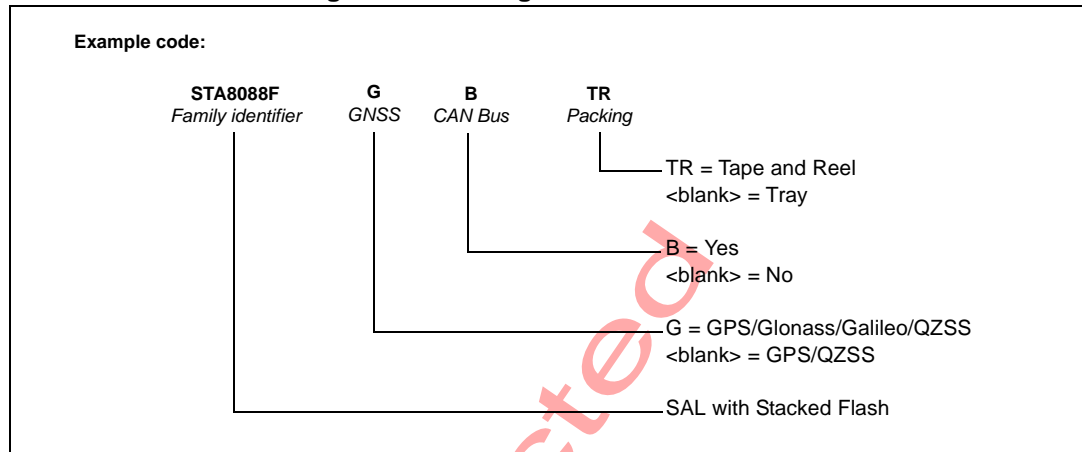 Example code:
STA8088F G B TR
Family identifier GNSS CAN Bus Packing
TR = Tape and Reel
<blank> = Tray
B = Yes
<blank> = No
G = GPS/Glonass/Galileo/QZSS
<blank> = GPS/QZSS
SAL with Stacked Flash